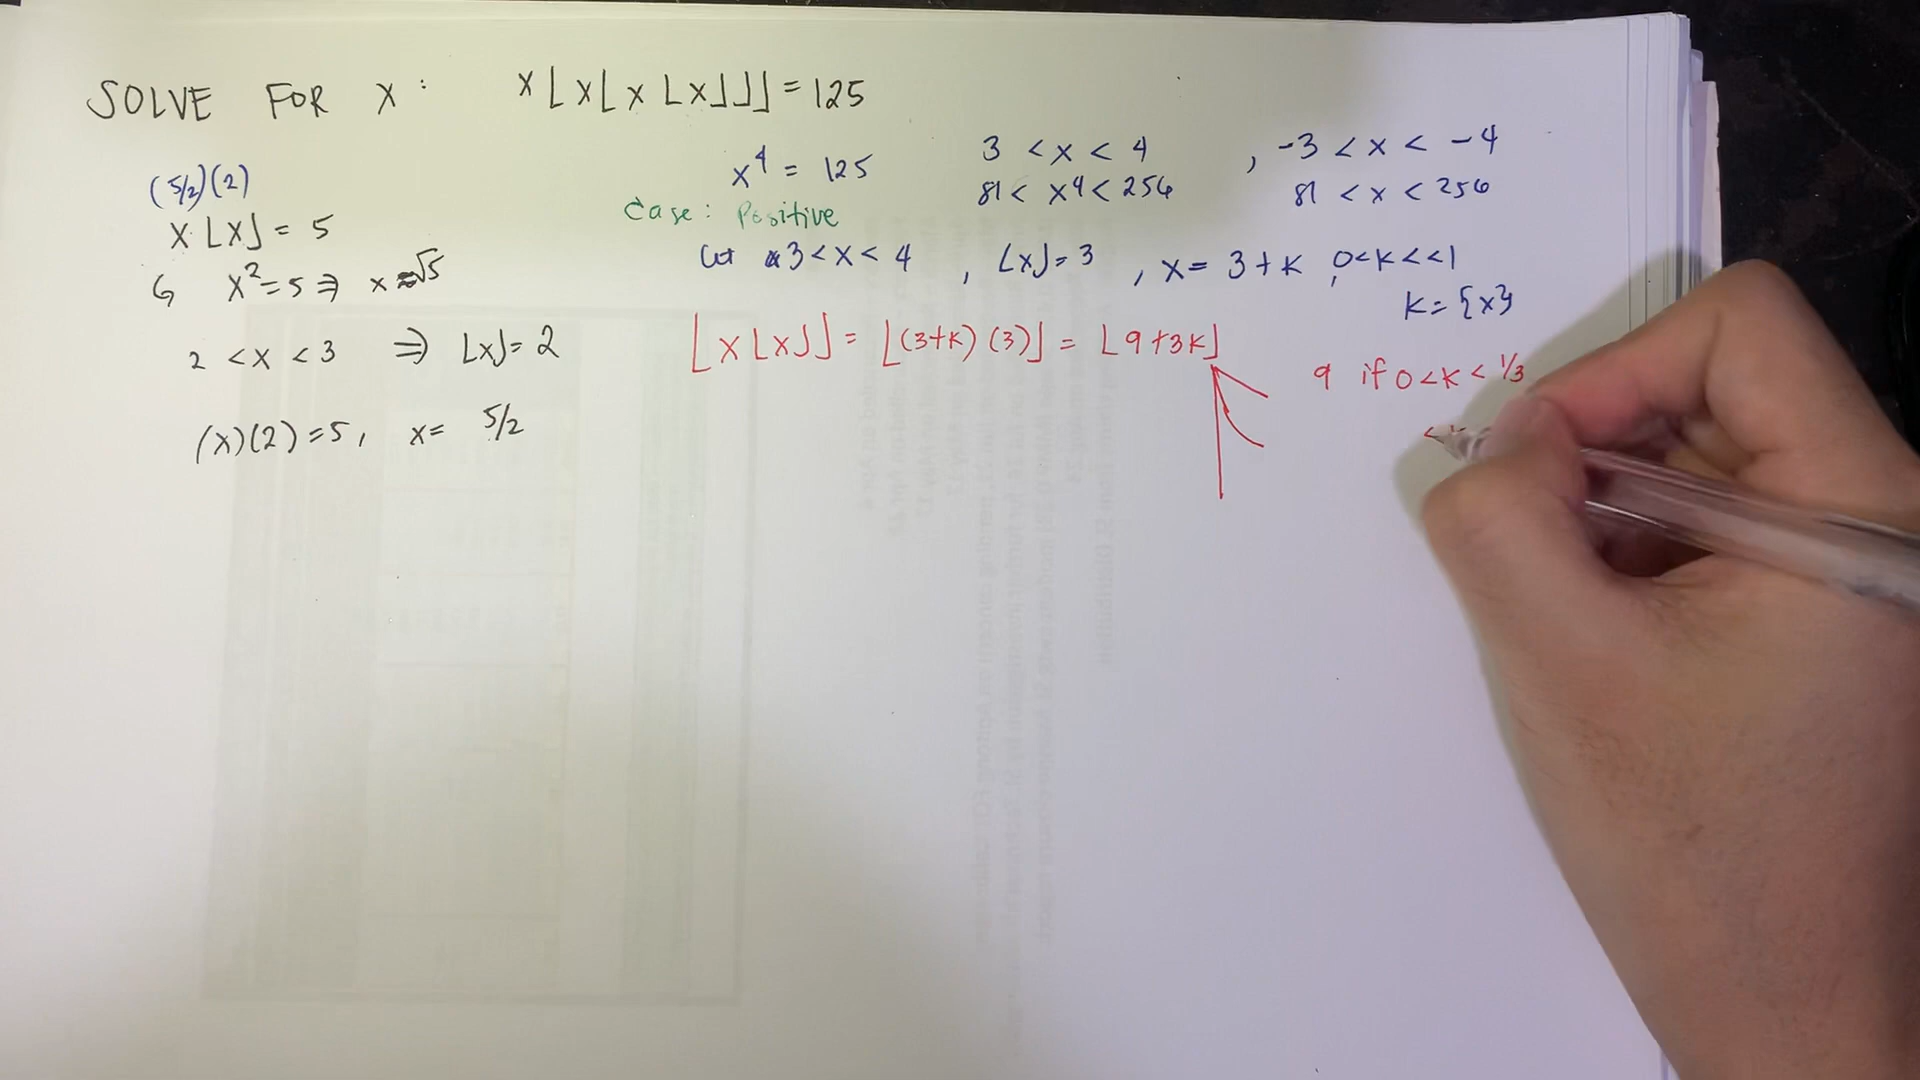 SOLVE FOR X: x⌊x⌊x⌊x⌋⌋⌋ = 125
(5/2)(2)
x⌊x⌋ = 5
x² = 5 ⇒ x ≈ √5
2 < x < 3 ⇒ ⌊x⌋ = 2
(x)(2) = 5, x = 5/2
x⁴ = 125
3 < x < 4 , -3 < x < -4
81 < x⁴ < 256 81 < x < 256
Case: Positive
Let 3 < x < 4 , ⌊x⌋ = 3 , x = 3 + k , 0 < k << 1
k = {x}
⌊x⌊x⌋⌋ = ⌊(3+k)(3)⌋ = ⌊9 + 3k⌋
9 if 0 < k < 1/3
<